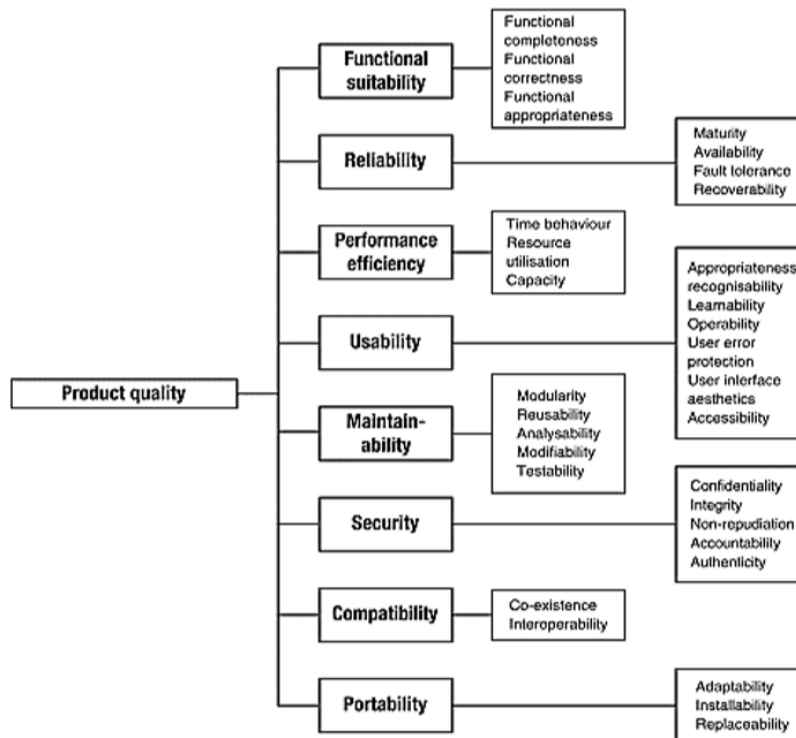 Product quality
Functional
suitability
Functional
completeness
Functional
correctness
Functional
appropriateness
Reliability
Maturity
Availability
Fault tolerance
Recoverability
Performance
efficiency
Time behaviour
Resource
utilisation
Capacity
Usability
Appropriateness
recognisability
Learnability
Operability
User error
protection
User interface
aesthetics
Accessibility
Maintain-
ability
Modularity
Reusability
Analysability
Modifiability
Testability
Security
Confidentiality
Integrity
Non-repudiation
Accountability
Authenticity
Compatibility
Co-existence
Interoperability
Portability
Adaptability
Installability
Replaceability